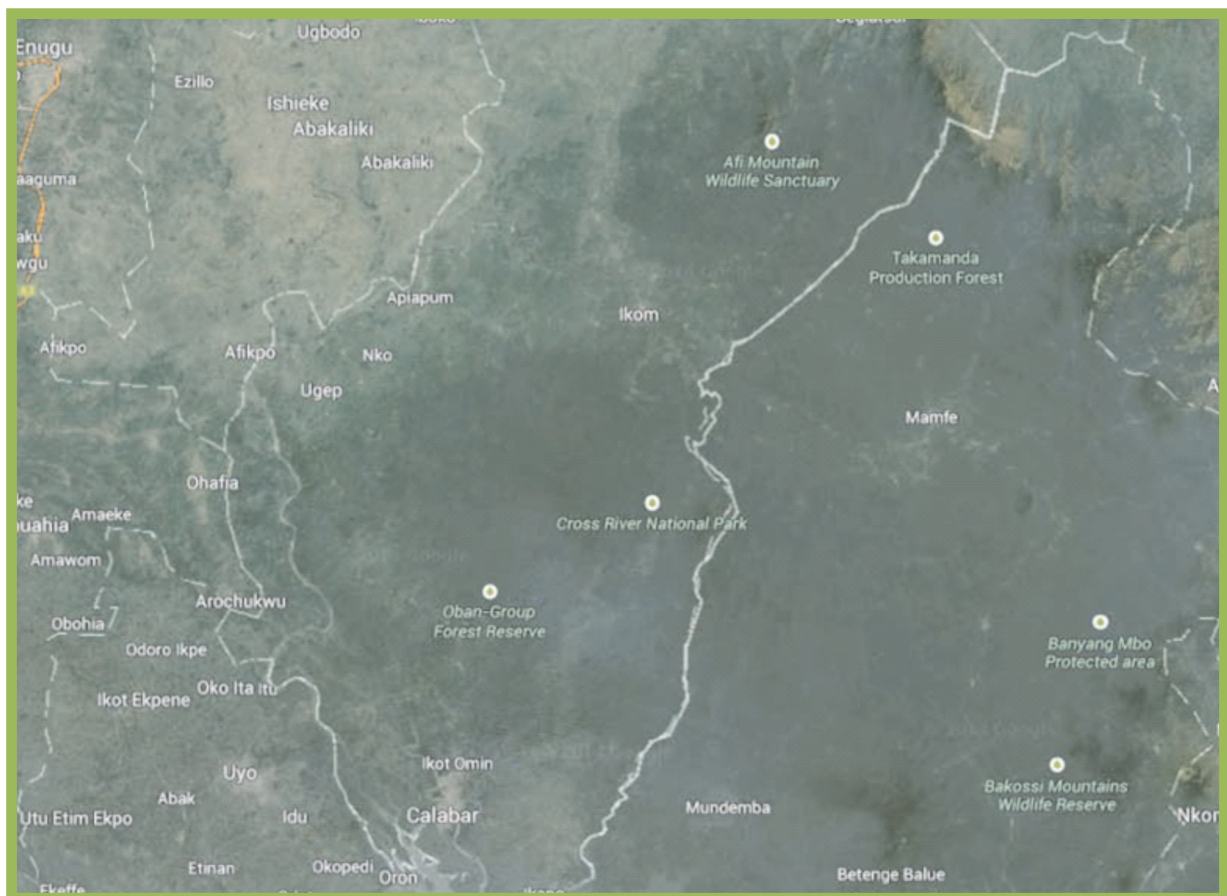 Ugbodo
Enugu
Ezillo
Ishieke
Abakaliki
Abakaliki
Afi Mountain
Wildlife Sanctuary
aaguma
aku
wgu
Takamanda
Production Forest
Apiapum
Ikom
Afikpo
Afikpo
Nko
Ugep
Mamfe
Ohafia
Cross River National Park
uahia
Amaeke
Amawom
Arochukwu
Oban-Group
Forest Reserve
Obohia
Banyang Mbo
Protected area
Odoro Ikpe
Ikot Ekpene
Oko Ita
Itu
Ikot Omin
Uyo
Bakossi Mountains
Wildlife Reserve
Abak
Utu Etim Ekpo
Idu
Calabar
Mundemba
Nkon
Etinan
Okopedi
Oron
Betenge Balue